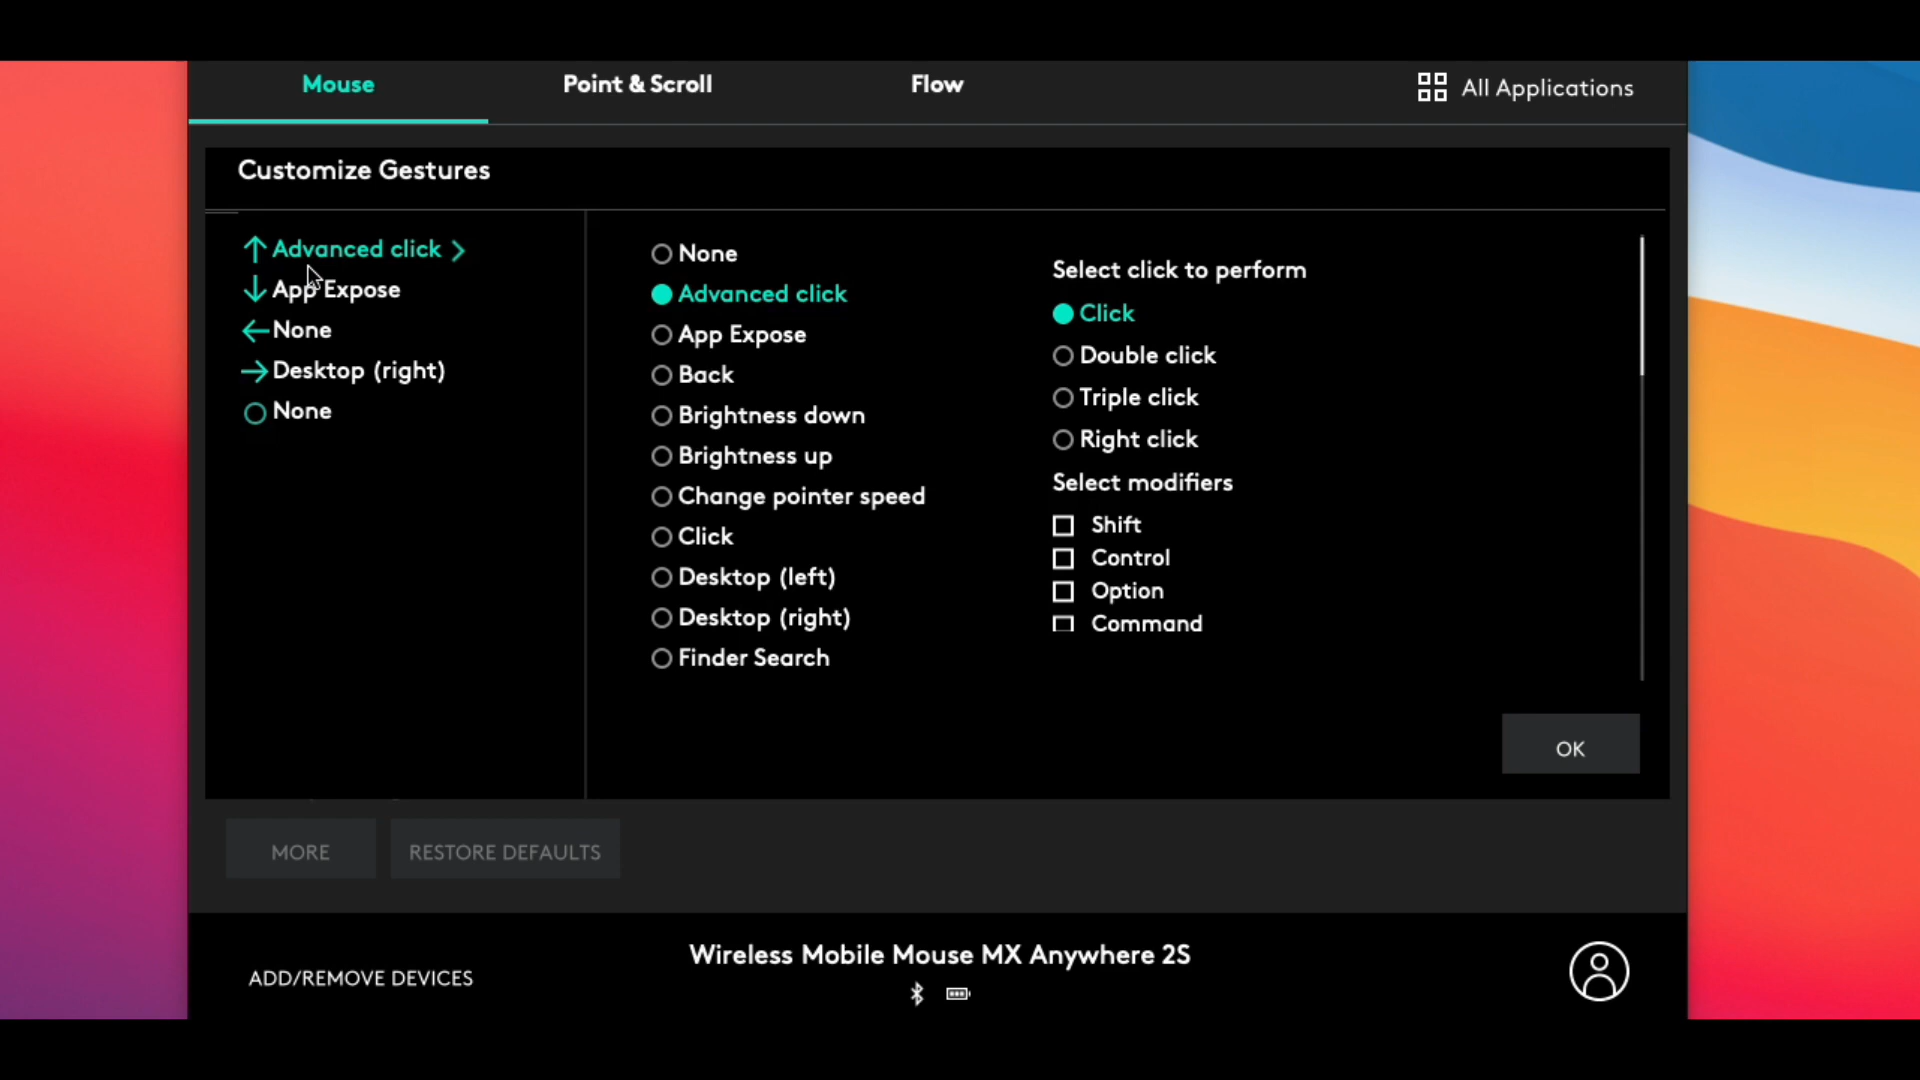 Mouse
Point & Scroll
Flow
All Applications
Customize Gestures
Advanced click
App Expose
None
Desktop (right)
None
None
Advanced click
App Expose
Back
Brightness down
Brightness up
Change pointer speed
Click
Desktop (left)
Desktop (right)
Finder Search
Select click to perform
Click
Double click
Triple click
Right click
Select modifiers
Shift
Control
Option
Command
OK
MORE
RESTORE DEFAULTS
ADD/REMOVE DEVICES
Wireless Mobile Mouse MX Anywhere 2S